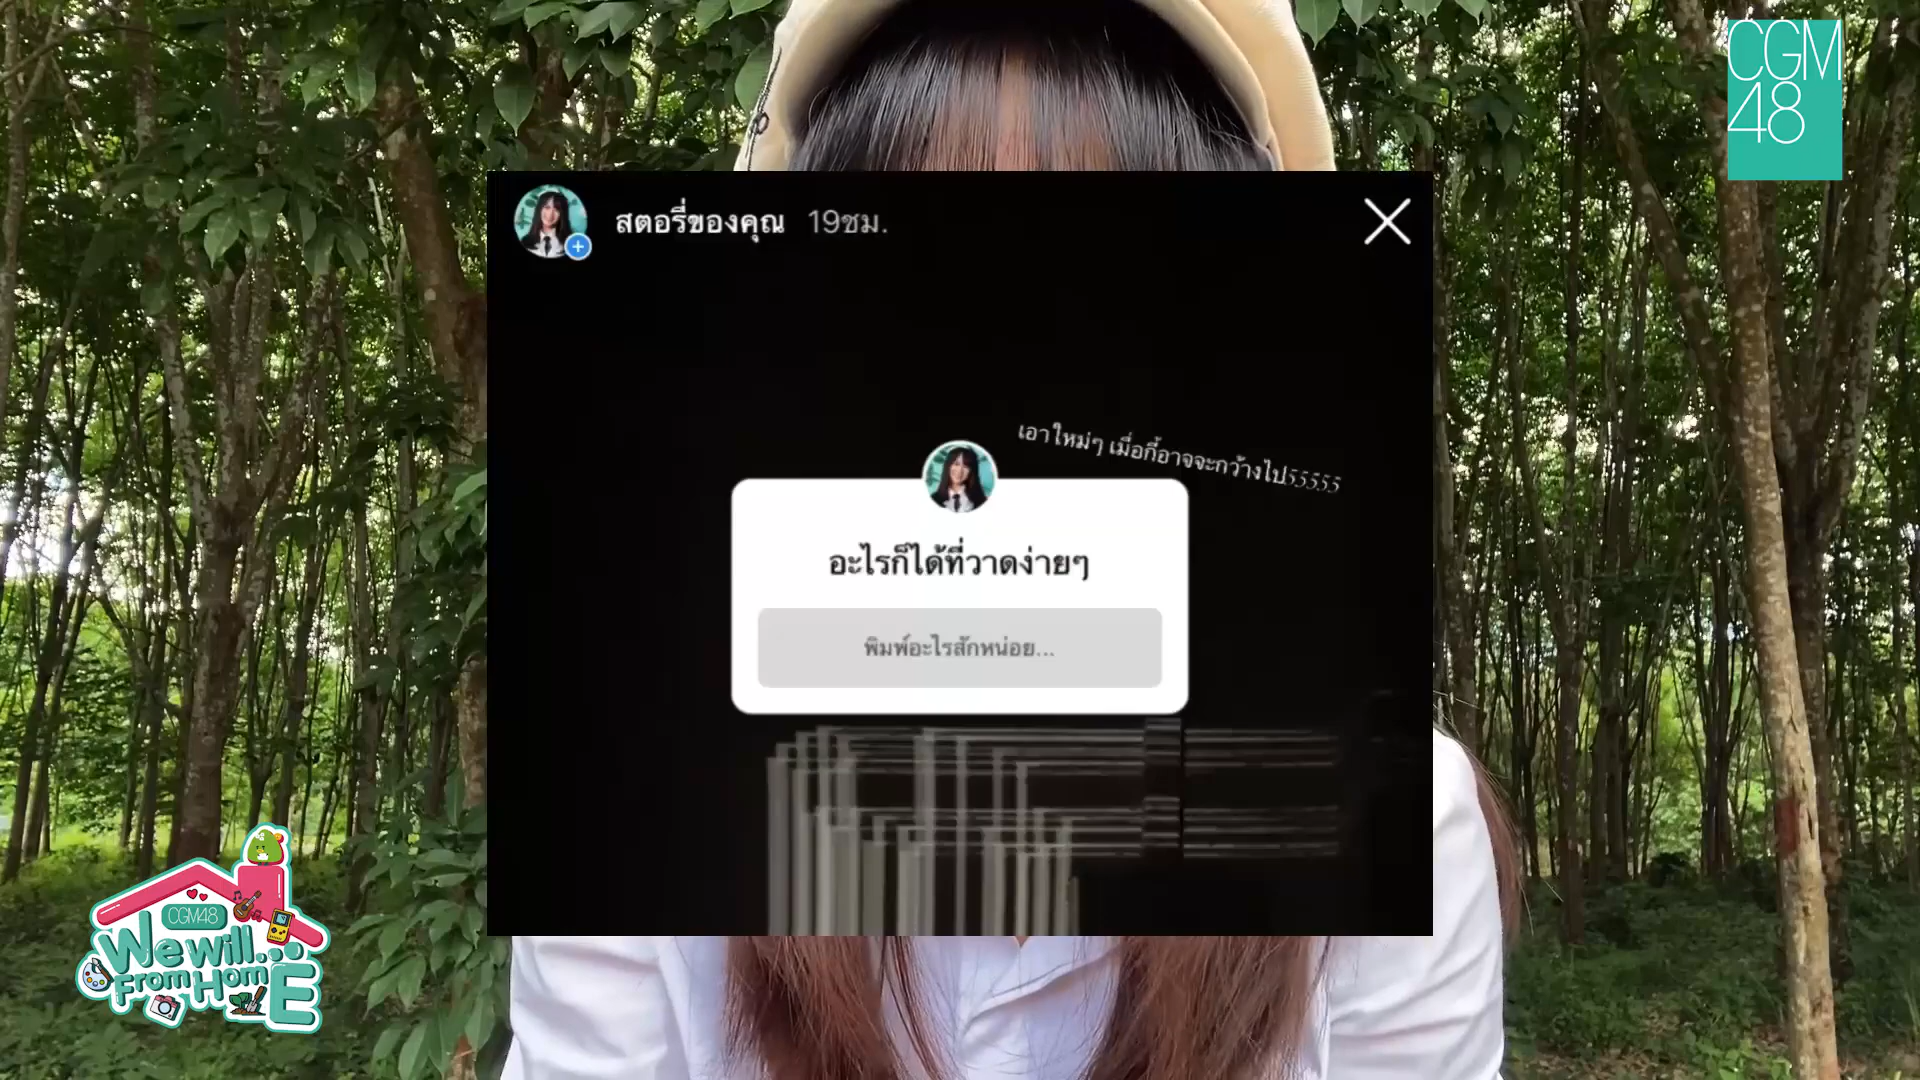 CGM
48
สตอรี่ของคุณ 19ชม.
เอาใหม่ๆ เมื่อกี้อาจจะกว้างไป55555
อะไรก็ได้ที่วาดง่ายๆ
พิมพ์อะไรสักหน่อย...
CGM48
We will...
From Home